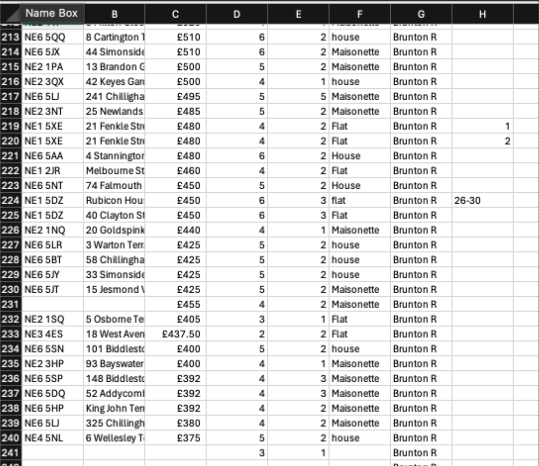 Name Box B C D E F G H
213 NE6 5QQ 8 Cartington T £510 6 2 house Brunton R
214 NE6 5JX 44 Simonside £510 6 2 Maisonette Brunton R
215 NE2 1PA 13 Brandon G £500 5 2 Maisonette Brunton R
216 NE2 3QX 42 Keyes Gar £500 4 1 house Brunton R
217 NE6 5LJ 241 Chilligha £495 5 5 Maisonette Brunton R
218 NE2 3NT 25 Newlands £485 5 2 Maisonette Brunton R
219 NE1 5XE 21 Fenkle Str £480 4 2 Flat Brunton R 1
220 NE1 5XE 21 Fenkle Str £480 4 2 Flat Brunton R 2
221 NE6 5AA 4 Stannington £480 6 2 House Brunton R
222 NE1 2JR Melbourne St £460 4 2 Flat Brunton R
223 NE6 5NT 74 Falmouth £450 5 2 House Brunton R
224 NE1 5DZ Rubicon Hou £450 6 3 flat Brunton R 26-30
225 NE1 5DZ 40 Clayton St £450 6 3 Flat Brunton R
226 NE2 1NQ 20 Goldspink £440 4 1 Maisonette Brunton R
227 NE6 5LR 3 Warton Terr £425 5 2 house Brunton R
228 NE6 5BT 58 Chillingha £425 5 2 house Brunton R
229 NE6 5JY 33 Simonside £425 5 2 house Brunton R
230 NE6 5JT 15 Jesmond V £425 5 2 Maisonette Brunton R
231 £455 4 2 Maisonette Brunton R
232 NE2 1SQ 5 Osborne Te £405 3 1 Flat Brunton R
233 NE3 4ES 18 West Aven £437.50 2 2 Flat Brunton R
234 NE6 5SN 101 Biddlesto £400 5 2 house Brunton R
235 NE2 3HP 93 Bayswater £400 4 1 Maisonette Brunton R
236 NE6 5SP 148 Biddlesto £392 4 3 Maisonette Brunton R
237 NE6 5DQ 52 Addycomb £392 4 3 Maisonette Brunton R
238 NE6 5HP King John Terr £392 4 2 Maisonette Brunton R
239 NE6 5LJ 325 Chillingh £380 4 2 Maisonette Brunton R
240 NE4 5NL 6 Wellesley T £375 5 2 house Brunton R
241 3 1 Brunton R